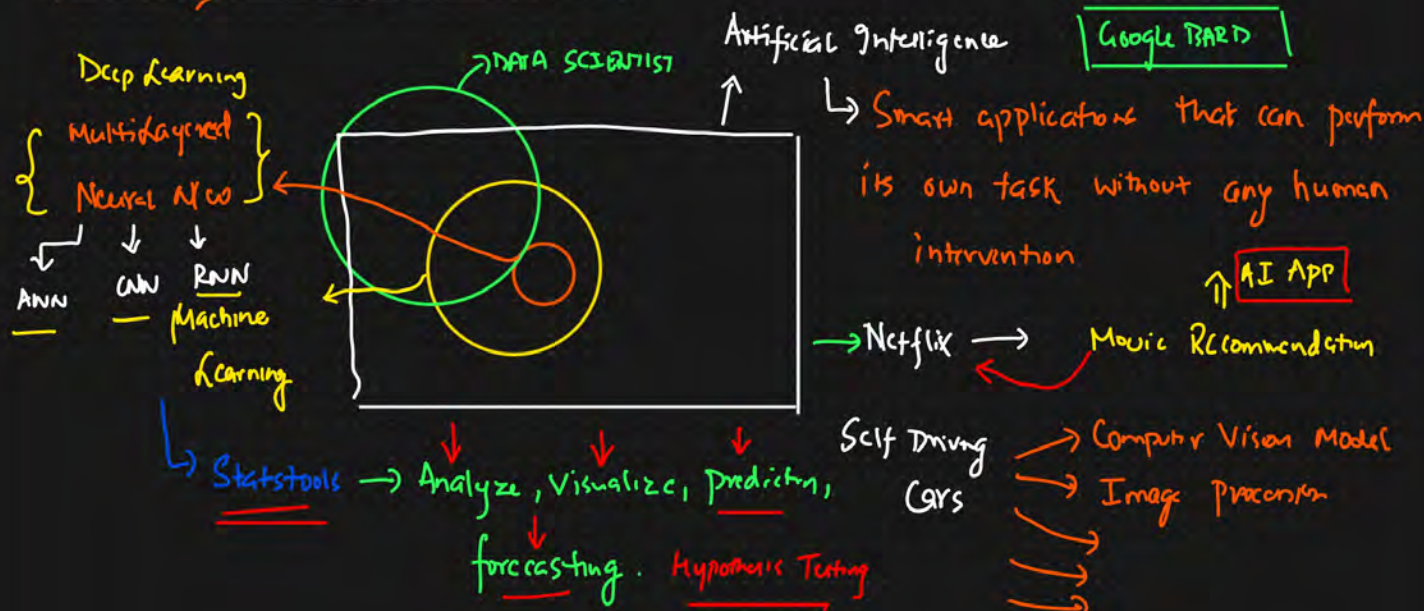 Artificial Intelligence
Google BARD
DATA SCIENTIST
Deep Learning
Multilayered
Neural N/w
ANN
CNN
RNN
Machine
Learning
Smart applications that can perform
its own task without any human
intervention
AI App
Netflix → Movie Recommendation
Self Driving
Cars
Computer Vision Model
Image
Statstools → Analyze, Visualize, prediction,
forecasting. Hypothesis Testing